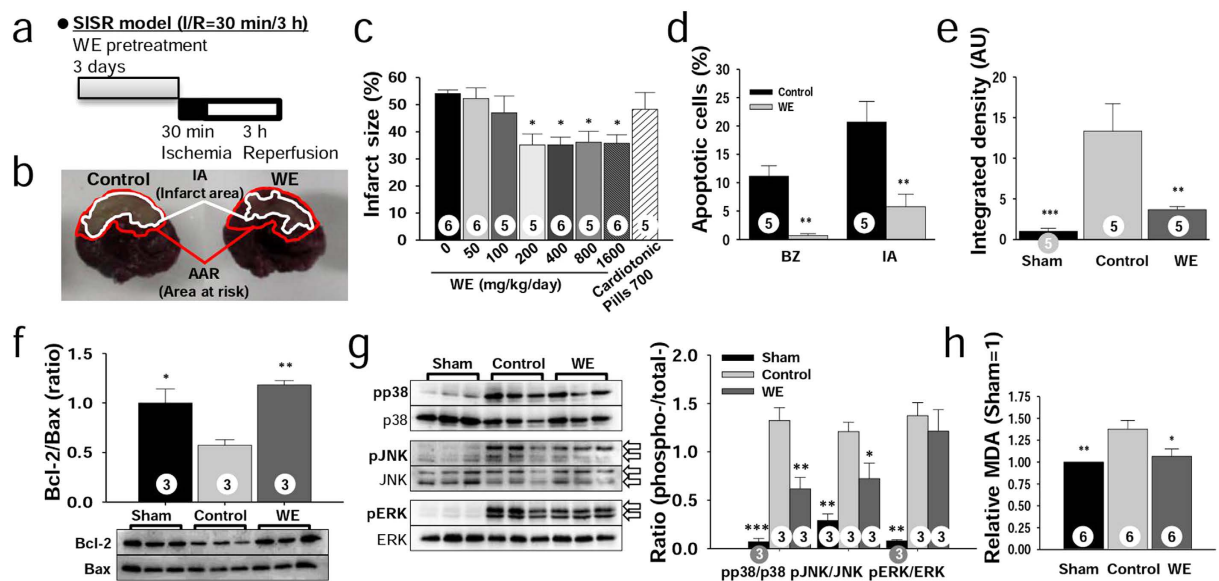 a
● SISR model (I/R=30 min/3 h)
WE pretreatment
3 days
30 min
3 h
Ischemia
Reperfusion
b
Control
IA
(Infarct area)
WE
AAR
(Area at risk)
c
Infarct size (%)
80
70
60
50
40
30
20
10
0
*
*
*
*
6
6
5
5
6
5
6
5
0
50
100
200
400
800
1600
Cardiotonic
Pills 700
WE (mg/kg/day)
d
Apoptotic cells (%)
30
25
20
15
10
5
0
Control
WE
**
**
5
5
5
5
BZ
IA
e
Integrated density (AU)
20
15
10
5
0
***
**
5
5
5
Sham
Control
WE
f
Bcl-2/Bax (ratio)
1.5
1.0
0.5
0.0
*
**
3
3
3
Sham
Control
WE
Bcl-2
Bax
g
Sham
Control
WE
pp38
p38
pJNK
JNK
pERK
ERK
Ratio (phospho-/total-)
2.0
1.5
1.0
0.5
0.0
Sham
Control
WE
***
**
**
*
**
3
3
3
3
3
3
3
3
3
pp38/p38
pJNK/JNK
pERK/ERK
h
Relative MDA (Sham=1)
1.75
1.50
1.25
1.00
0.75
0.50
0.25
0.00
**
*
6
6
6
Sham
Control
WE